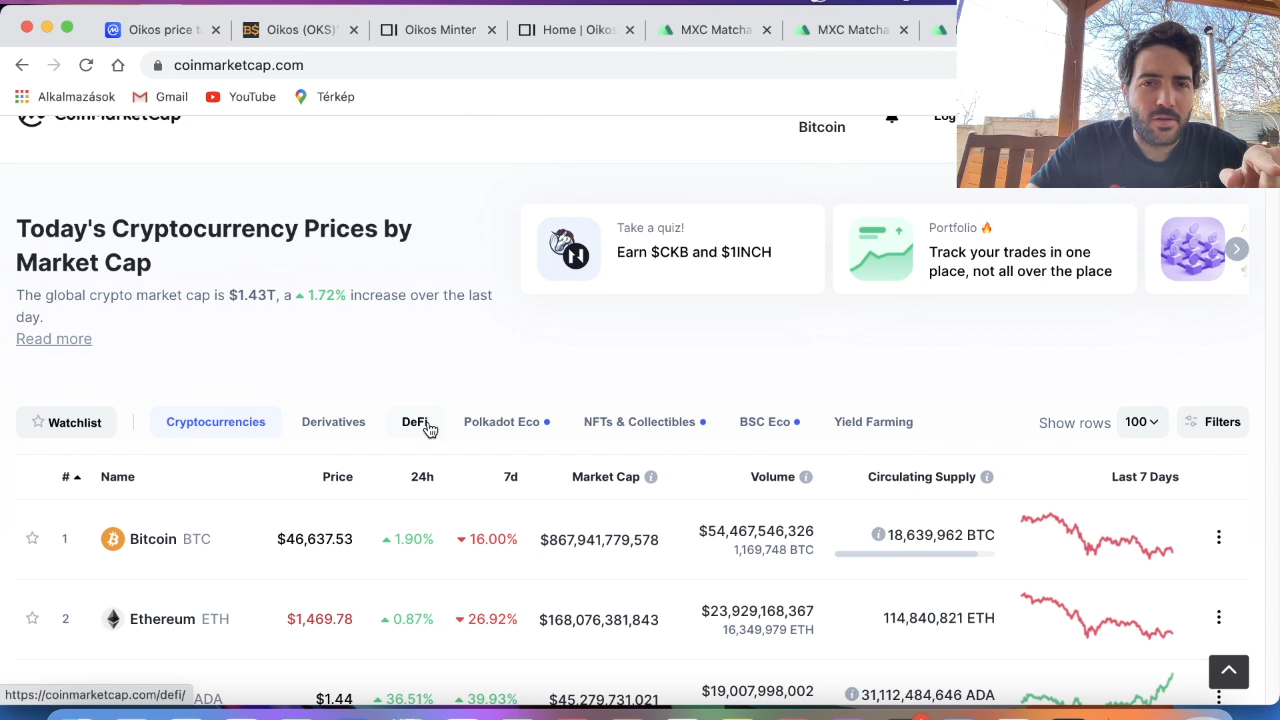 Oikos price t
B$ Oikos (OKS)
Oikos Minter
Home | Oikos
MXC Matcha
MXC Matcha
coinmarketcap.com
Alkalmazások Gmail YouTube Térkép
CoinMarketCap
Bitcoin
Log
Today's Cryptocurrency Prices by
Market Cap
The global crypto market cap is $1.43T, a 1.72% increase over the last
day.
Read more
Take a quiz!
Earn $CKB and $1INCH
Portfolio 🔥
Track your trades in one
place, not all over the place
Watchlist Cryptocurrencies Derivatives DeFi Polkadot Eco NFTs & Collectibles BSC Eco Yield Farming Show rows 100 Filters
# Name Price 24h 7d Market Cap Volume Circulating Supply Last 7 Days
1 Bitcoin BTC $46,637.53 1.90% 16.00% $867,941,779,578 $54,467,546,326 18,639,962 BTC
1,169,748 BTC
2 Ethereum ETH $1,469.78 0.87% 26.92% $168,076,381,843 $23,929,168,367 114,840,821 ETH
16,349,979 ETH
ADA $1.44 36.51% 39.93% $45,279,731,021 $19,007,998,002 31,112,484,646 ADA
https://coinmarketcap.com/defi/